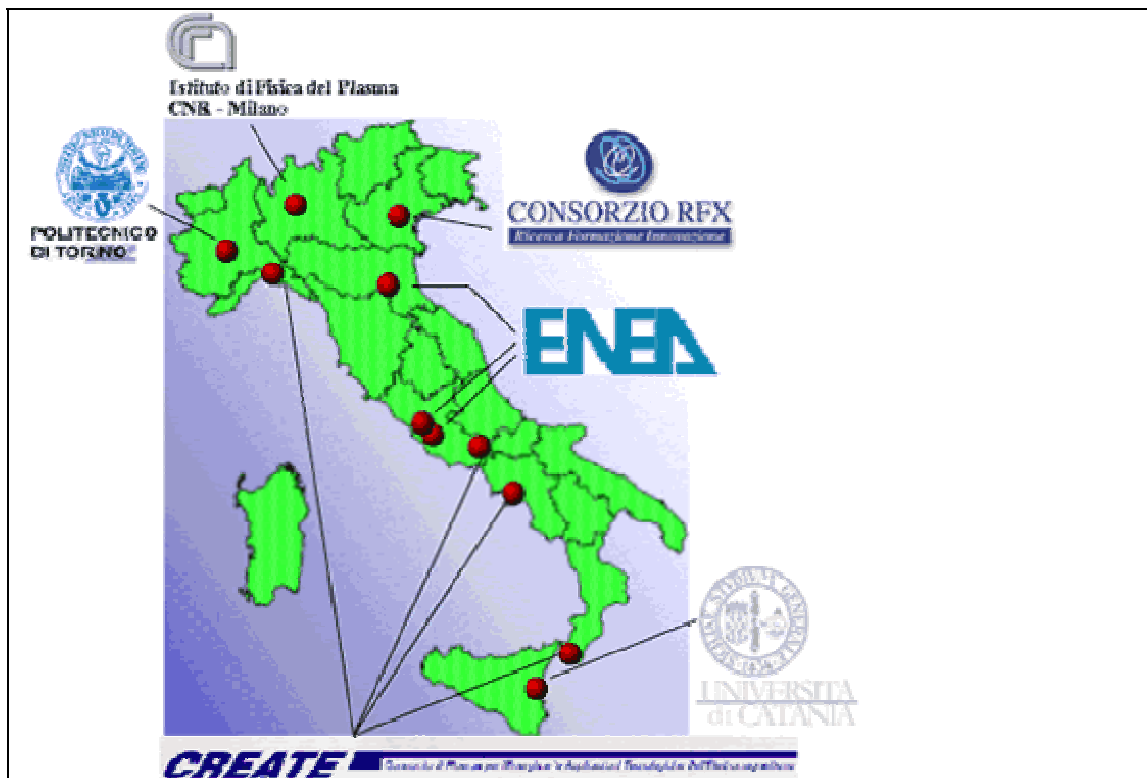 Istituto di Fisica del Plasma
CNR - Milano
POLITECNICO
DI TORINO
CONSORZIO RFX
Ricerca Formazione Innovazione
ENEA
UNIVERSITA
di CATANIA
CREATE